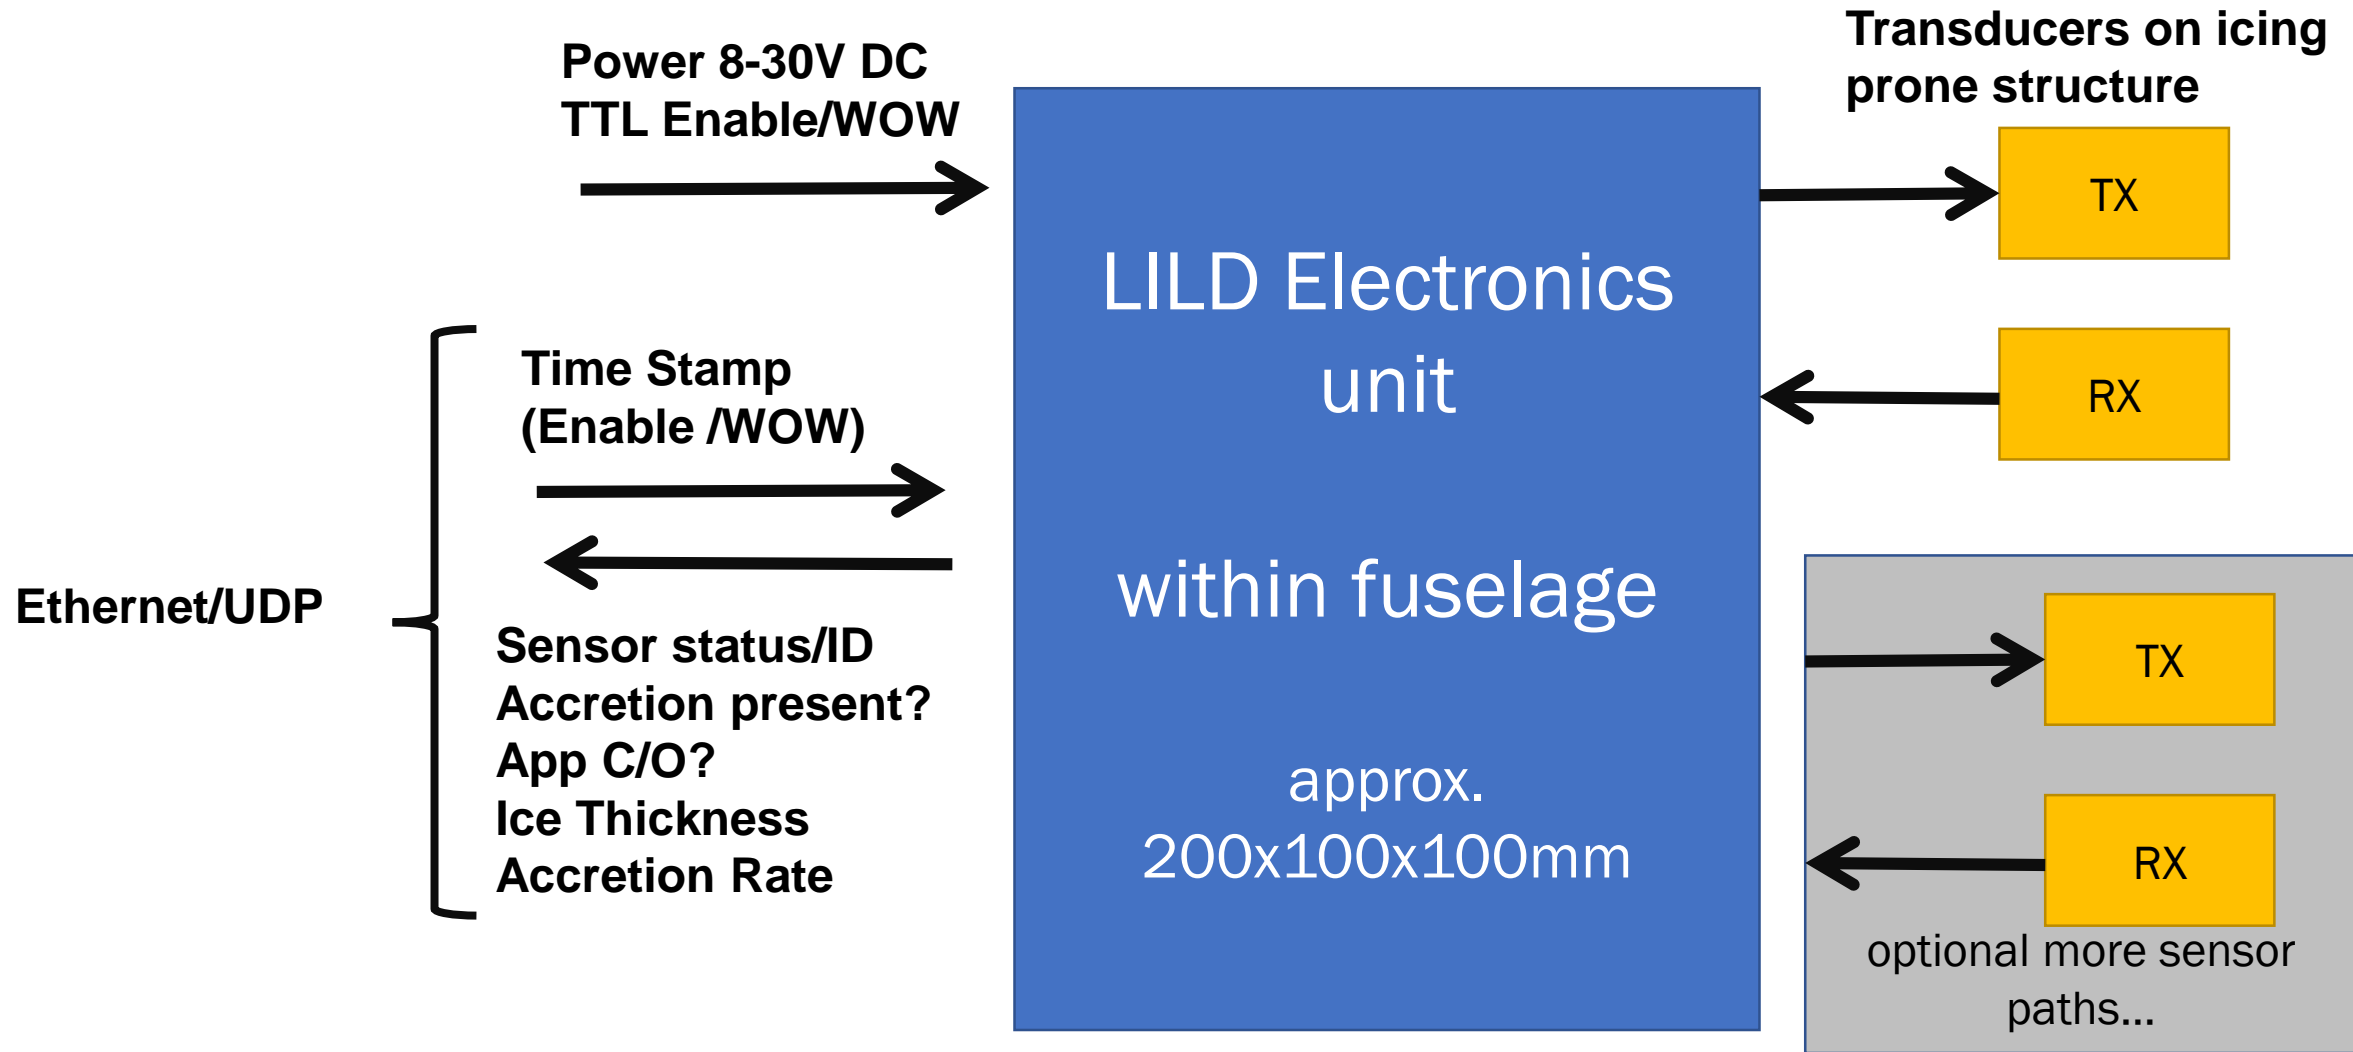 Power 8-30V DC
TTL Enable/WOW
Time Stamp
(Enable /WOW)
Ethernet/UDP
Sensor status/ID
Accretion present?
App C/O?
Ice Thickness
Accretion Rate
LILD Electronics
unit
within fuselage
approx.
200x100x100mm
Transducers on icing
prone structure
TX
RX
TX
RX
optional more sensor
paths...